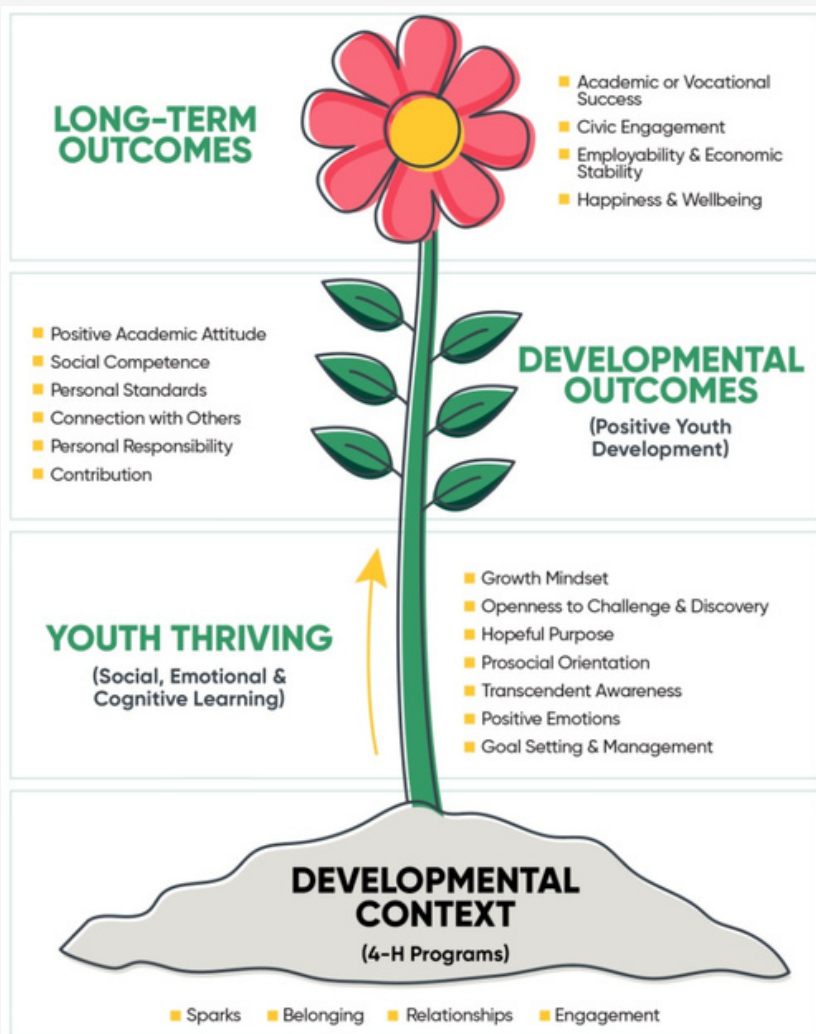 LONG-TERM
OUTCOMES
Academic or Vocational
Success
Civic Engagement
Employability & Economic
Stability
Happiness & Wellbeing
Positive Academic Attitude
Social Competence
Personal Standards
Connection with Others
Personal Responsibility
Contribution
DEVELOPMENTAL
OUTCOMES
(Positive Youth
Development)
YOUTH THRIVING
(Social, Emotional &
Cognitive Learning)
Growth Mindset
Openness to Challenge & Discovery
Hopeful Purpose
Prosocial Orientation
Transcendent Awareness
Positive Emotions
Goal Setting & Management
DEVELOPMENTAL
CONTEXT
(4-H Programs)
Sparks Belonging Relationships Engagement